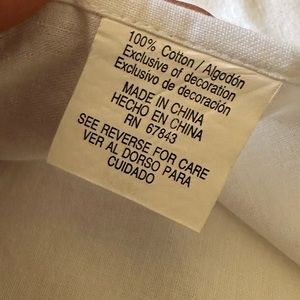 100% Cotton/Algodón
Exclusive of decoration
Exclusivo de decoración
MADE IN CHINA
HECHO EN CHINA
RN 67843
SEE REVERSE FOR CARE
VER AL DORSO PARA
CUIDADO